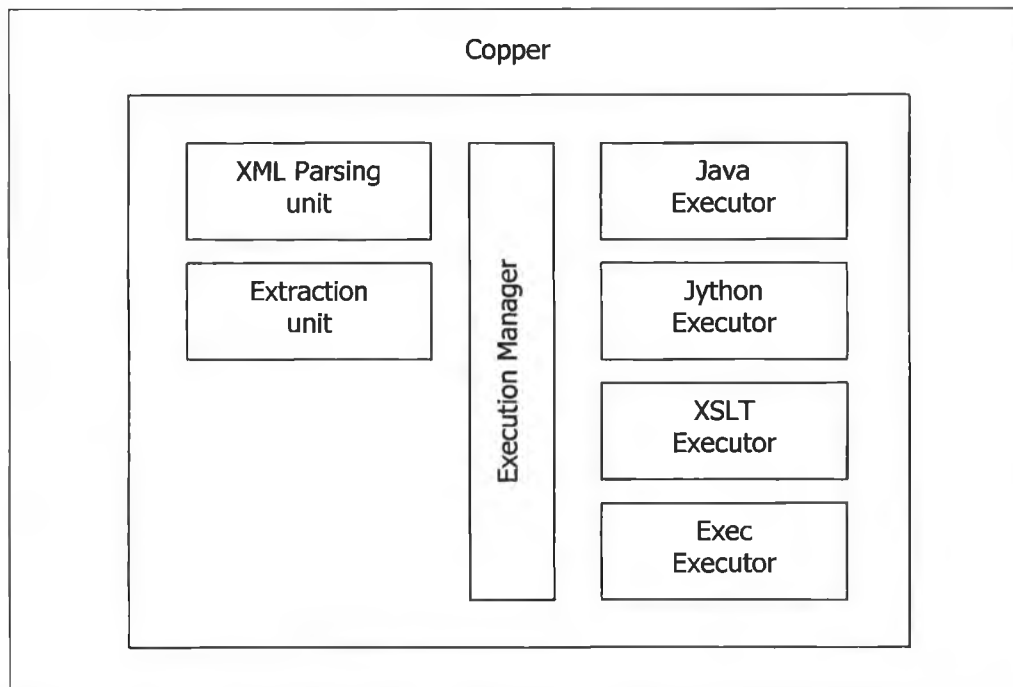 Copper
XML Parsing
unit
Extraction
unit
Execution Manager
Java
Executor
Jython
Executor
XSLT
Executor
Exec
Executor